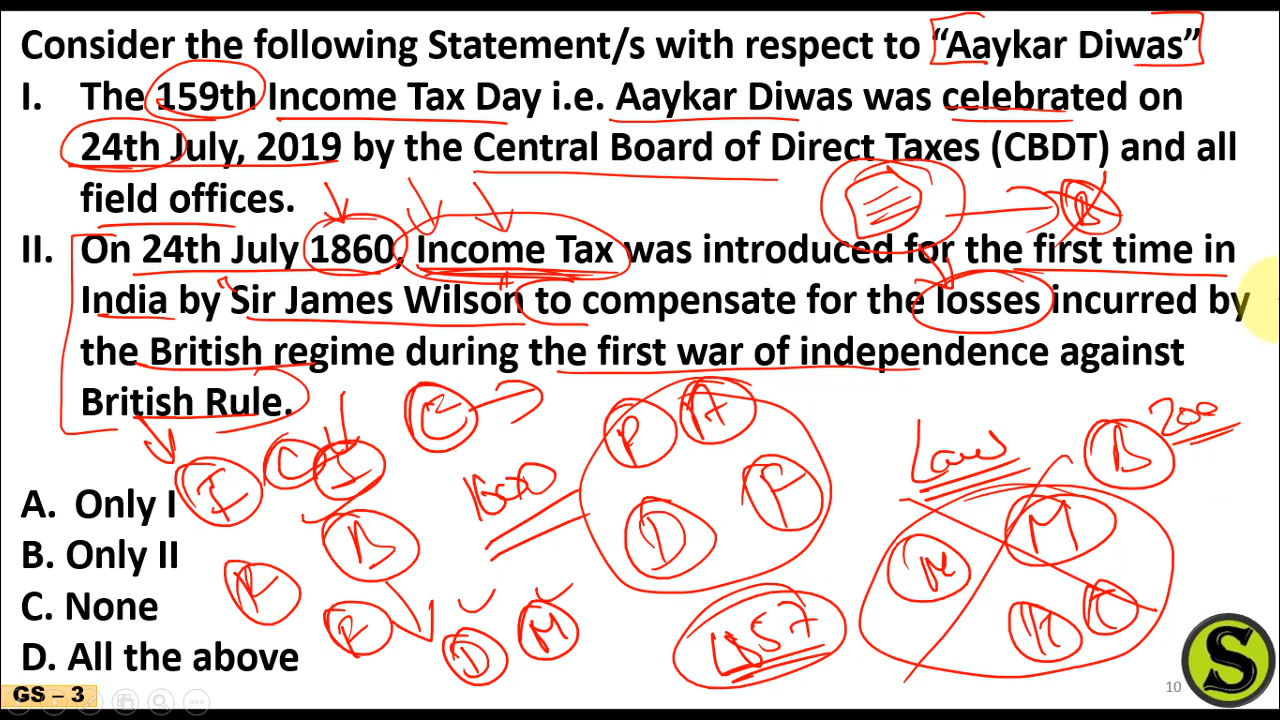 Consider the following Statement/s with respect to “Aaykar Diwas”
I. The 159th Income Tax Day i.e. Aaykar Diwas was celebrated on
24th July, 2019 by the Central Board of Direct Taxes (CBDT) and all
field offices.
II. On 24th July 1860, Income Tax was introduced for the first time in
India by Sir James Wilson to compensate for the losses incurred by
the British regime during the first war of independence against
British Rule.
B
200
P A
Law
B
C I
I
F
M
B
D
R
R
D M
1857
A. Only I
B. Only II
C. None
D. All the above
S
GS – 3
10